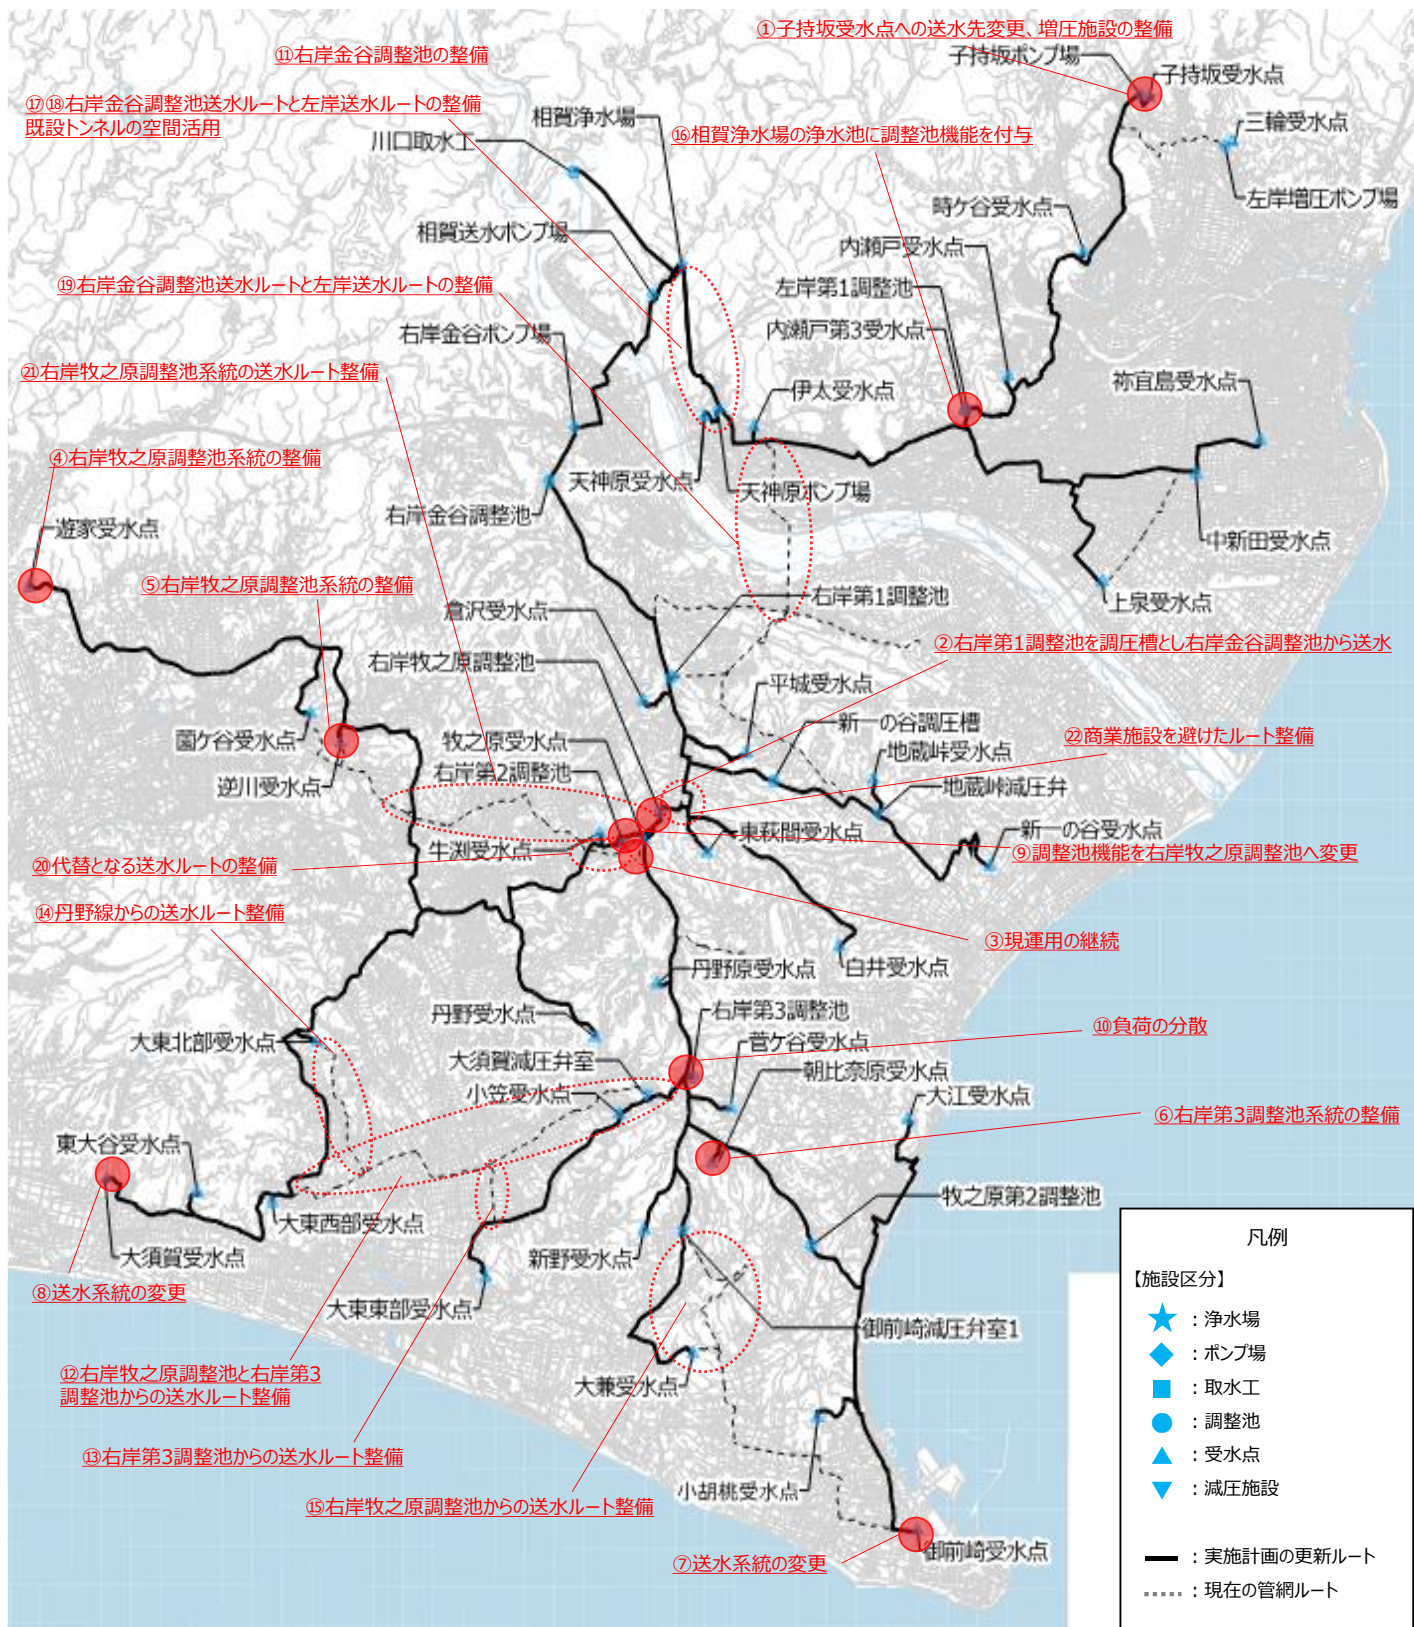 ①子持坂受水点への送水先変更、増圧施設の整備
子持坂ポンプ場
子持坂受水点
⑪右岸金谷調整池の整備
⑰⑱右岸金谷調整池送水ルートと左岸送水ルートの整備
既設トンネルの空間活用
相賀浄水場
川口取水工
⑯相賀浄水場の浄水池に調整池機能を付与
三輪受水点
左岸増圧ポンプ場
時ケ谷受水点
相賀送水ポンプ場
内瀬戸受水点
⑲右岸金谷調整池送水ルートと左岸送水ルートの整備
左岸第1調整池
右岸金谷ポンプ場
内瀬戸第3受水点
㉑右岸牧之原調整池系統の送水ルート整備
祢宜島受水点
伊太受水点
④右岸牧之原調整池系統の整備
天神原受水点
天神原ポンプ場
右岸金谷調整池
遊家受水点
中新田受水点
⑤右岸牧之原調整池系統の整備
右岸第1調整池
上泉受水点
倉沢受水点
②右岸第1調整池を調圧槽とし右岸金谷調整池から送水
右岸牧之原調整池
平城受水点
新一の谷調圧槽
薗ケ谷受水点
牧之原受水点
㉒商業施設を避けたルート整備
地蔵峠受水点
右岸第2調整池
逆川受水点
地蔵峠減圧弁
東萩間受水点
新一の谷受水点
牛渕受水点
⑨調整池機能を右岸牧之原調整池へ変更
⑳代替となる送水ルートの整備
⑭丹野線からの送水ルート整備
③現運用の継続
丹野原受水点
白井受水点
丹野受水点
右岸第3調整池
⑩負荷の分散
大東北部受水点
菅ケ谷受水点
大須賀減圧弁室
朝比奈原受水点
小笠受水点
大江受水点
⑥右岸第3調整池系統の整備
東大谷受水点
牧之原第2調整池
大東西部受水点
大須賀受水点
新野受水点
⑧送水系統の変更
大東東部受水点
御前崎減圧弁室1
⑫右岸牧之原調整池と右岸第3
調整池からの送水ルート整備
大兼受水点
⑬右岸第3調整池からの送水ルート整備
小胡桃受水点
⑮右岸牧之原調整池からの送水ルート整備
御前崎受水点
⑦送水系統の変更
凡例
【施設区分】
：浄水場
：ポンプ場
：取水工
：調整池
：受水点
：減圧施設
：実施計画の更新ルート
：現在の管網ルート